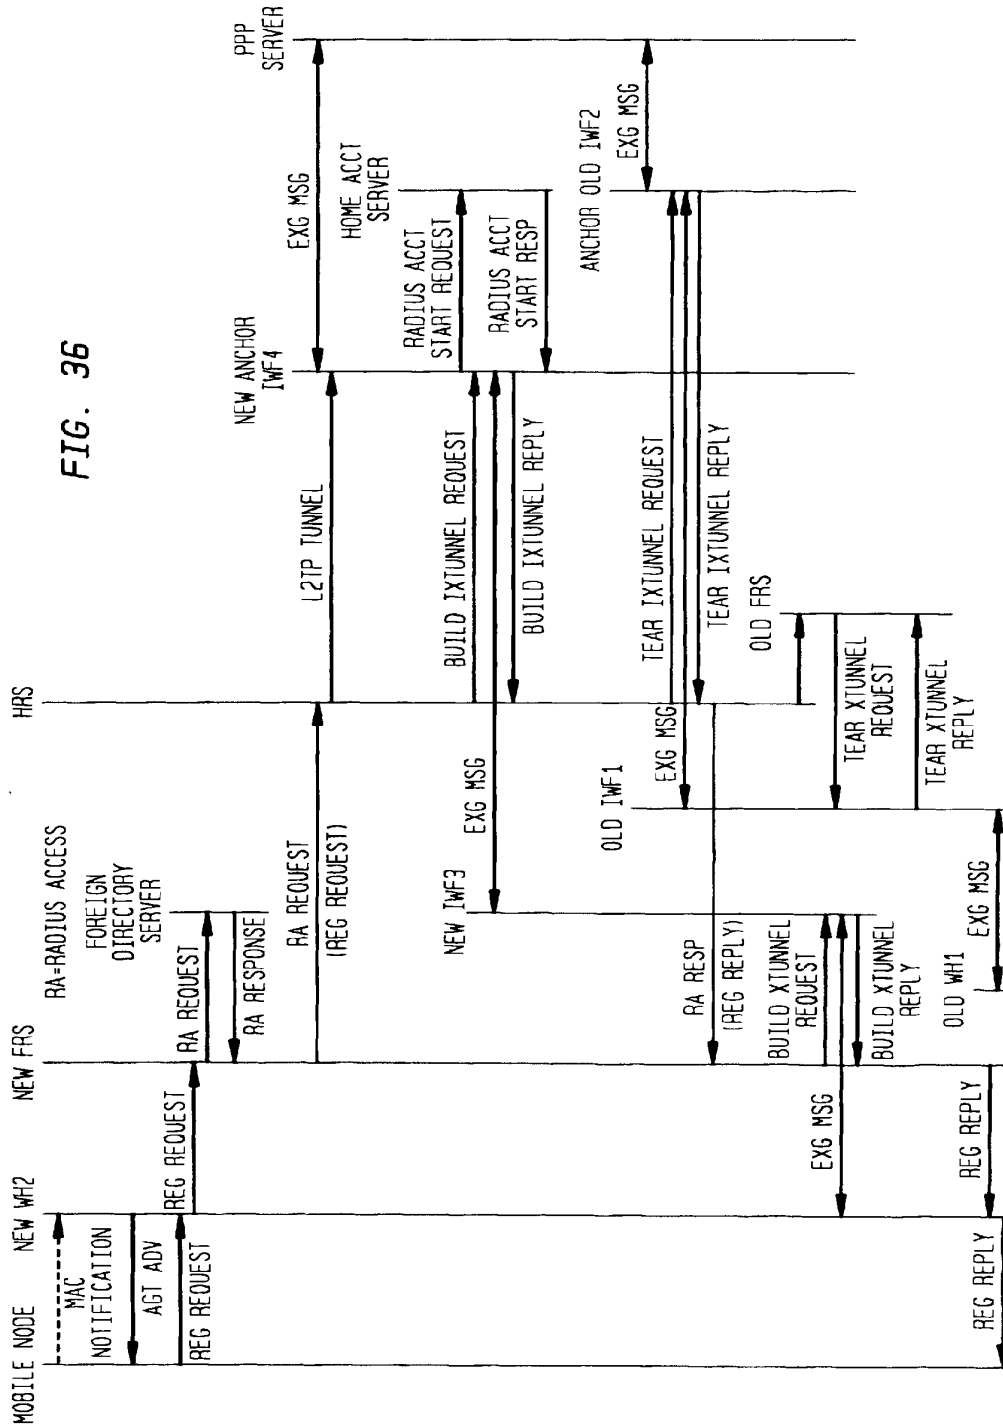 FIG. 36
MOBILE NODE
NEW WH2
NEW FRS
HRS
RA=RADIUS ACCESS
FOREIGN
DIRECTORY
SERVER
NEW ANCHOR
IWF4
HOME ACCT
SERVER
PPP
SERVER
MAC
NOTIFICATION
AGT ADV
REG REQUEST
REG REQUEST
RA REQUEST
RA RESPONSE
RA REQUEST
(REG REQUEST)
L2TP TUNNEL
EXG MSG
RADIUS ACCT
START REQUEST
RADIUS ACCT
START RESP
BUILD IXTUNNEL REQUEST
EXG MSG
BUILD IXTUNNEL REPLY
NEW IWF3
ANCHOR OLD IWF2
EXG MSG
TEAR IXTUNNEL REQUEST
EXG MSG
TEAR IXTUNNEL REPLY
OLD IWF1
OLD FRS
RA RESP
(REG REPLY)
BUILD XTUNNEL
REQUEST
EXG MSG
BUILD XTUNNEL
REPLY
TEAR XTUNNEL
REQUEST
TEAR XTUNNEL
REPLY
OLD WH1
EXG MSG
REG REPLY
REG REPLY